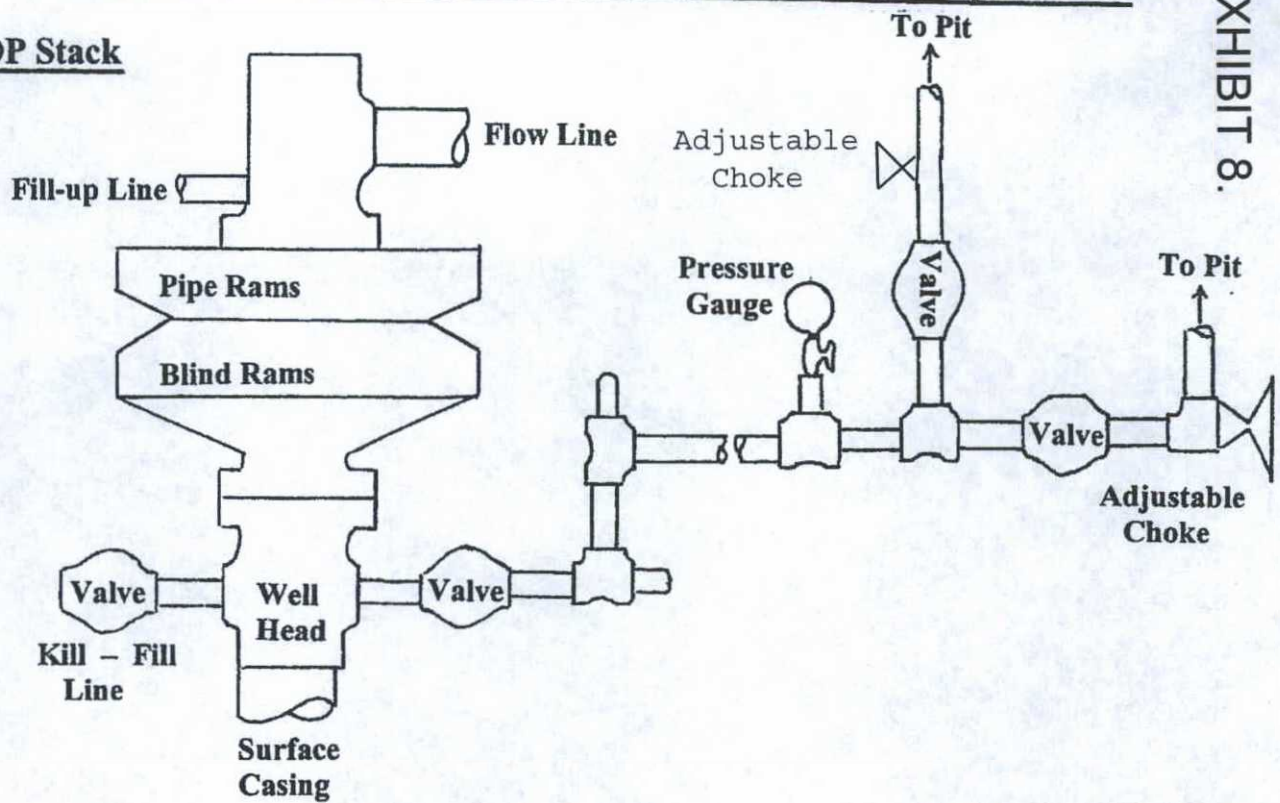 OP Stack
XHIBIT 8.
To Pit
Flow Line
Adjustable
Choke
Fill-up Line
Pipe Rams
Pressure
Gauge
Valve
To Pit
Blind Rams
Valve
Adjustable
Choke
Valve
Well
Head
Valve
Kill – Fill
Line
Surface
Casing